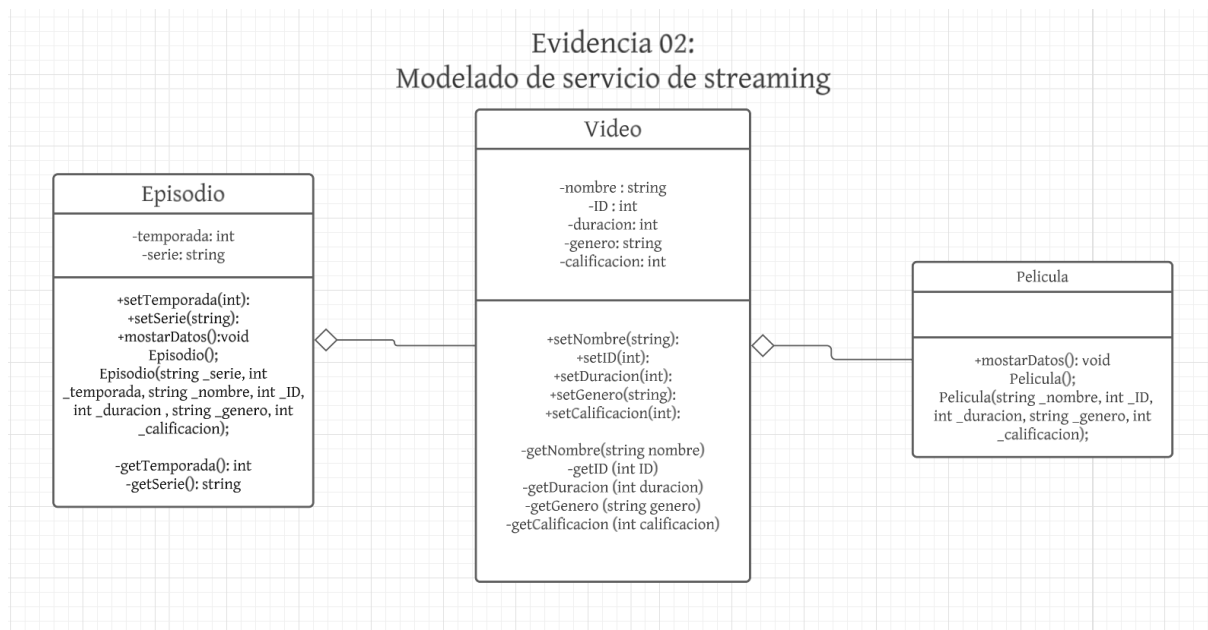 Evidencia 02:
Modelado de servicio de streaming
Episodio
-temporada: int
-serie: string
+setTemporada(int):
+setSerie(string):
+mostarDatos():void
Episodio();
Episodio(string _serie, int
_temporada, string _nombre, int _ID,
int _duracion , string _genero, int
_calificacion);
-getTemporada(): int
-getSerie(): string
Video
-nombre : string
-ID : int
-duracion: int
-genero: string
-calificacion: int
+setNombre(string):
+setID(int):
+setDuracion(int):
+setGenero(string):
+setCalificacion(int):
-getNombre(string nombre)
-getID (int ID)
-getDuracion (int duracion)
-getGenero (string genero)
-getCalificacion (int calificacion)
Pelicula
+mostarDatos(): void
Pelicula();
Pelicula(string _nombre, int _ID,
int _duracion, string _genero, int
_calificacion);